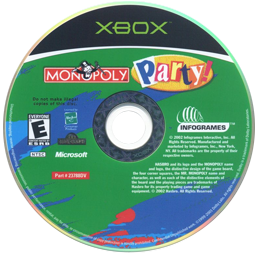 XBOX
MONOPOLY Party!
Do not make illegal
copies of this disc.
EVERYONE
E
ESRB
NTSC
Microsoft
INFOGRAMES
Part # 23788DV
© 2002 Infogrames Interactive, Inc. All
Rights Reserved. Manufactured and
marketed by Infogrames, Inc., New York,
NY. All trademarks are the property of their
respective owners.
HASBRO and its logo and the MONOPOLY name
and logo, the distinctive design of the game board,
the four corner squares, the MR. MONOPOLY name and
character, as well as each of the distinctive elements of
the board and the playing pieces are trademarks of
Hasbro for its property trading game and game
equipment. © 2002 Hasbro. All Rights Reserved.